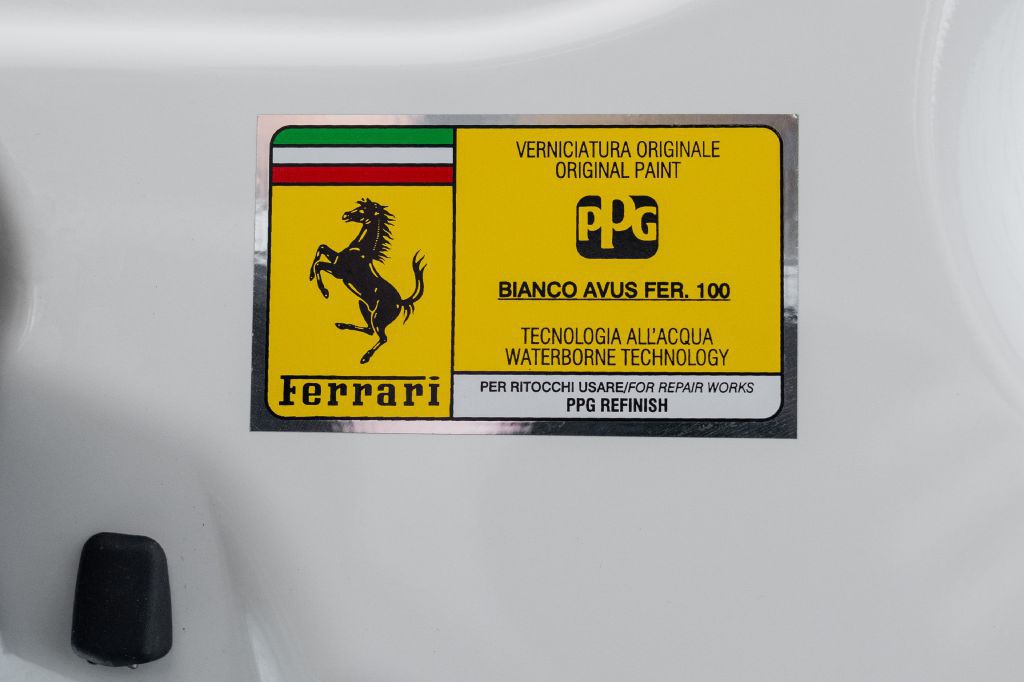 VERNICIATURA ORIGINALE
ORIGINAL PAINT
PPG
BIANCO AVUS FER. 100
TECNOLOGIA ALL'ACQUA
WATERBORNE TECHNOLOGY
Ferrari
PER RITOCCHI USARE/FOR REPAIR WORKS
PPG REFINISH